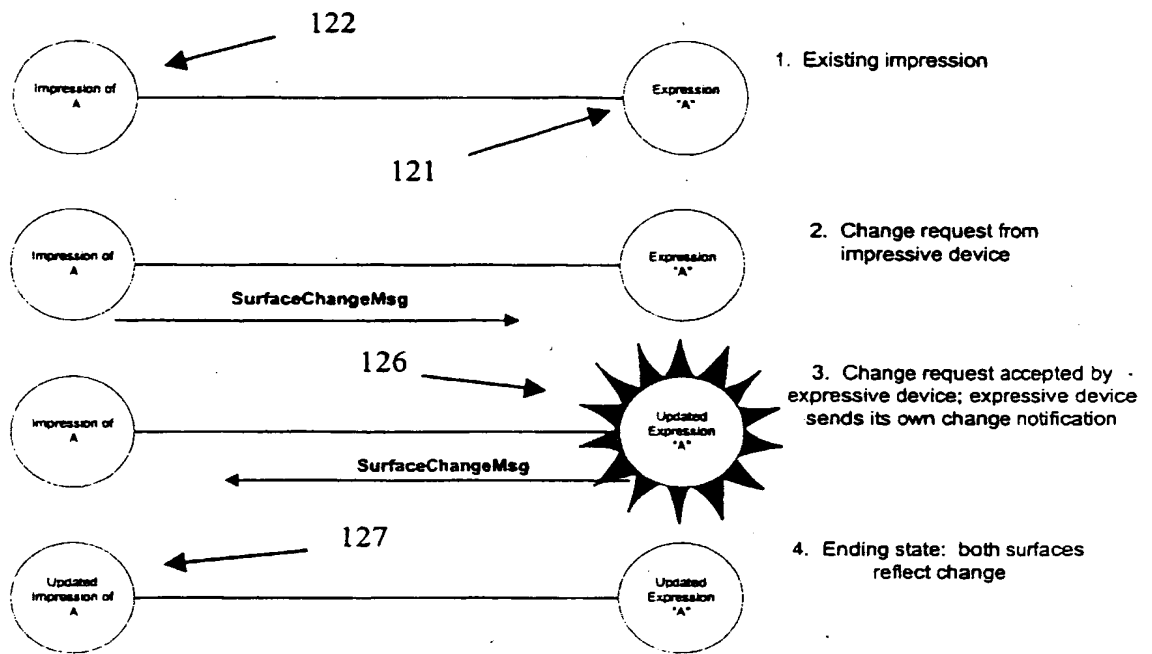 122
Impression of
A
Expression
"A"
1. Existing impression
121
Impression of
A
Expression
"A"
2. Change request from
impressive device
SurfaceChangeMsg
126
Impression of
A
Updated
Expression
"A"
3. Change request accepted by
expressive device; expressive device
sends its own change notification
SurfaceChangeMsg
127
Updated
Impression of
A
Updated
Expression
"A"
4. Ending state: both surfaces
reflect change